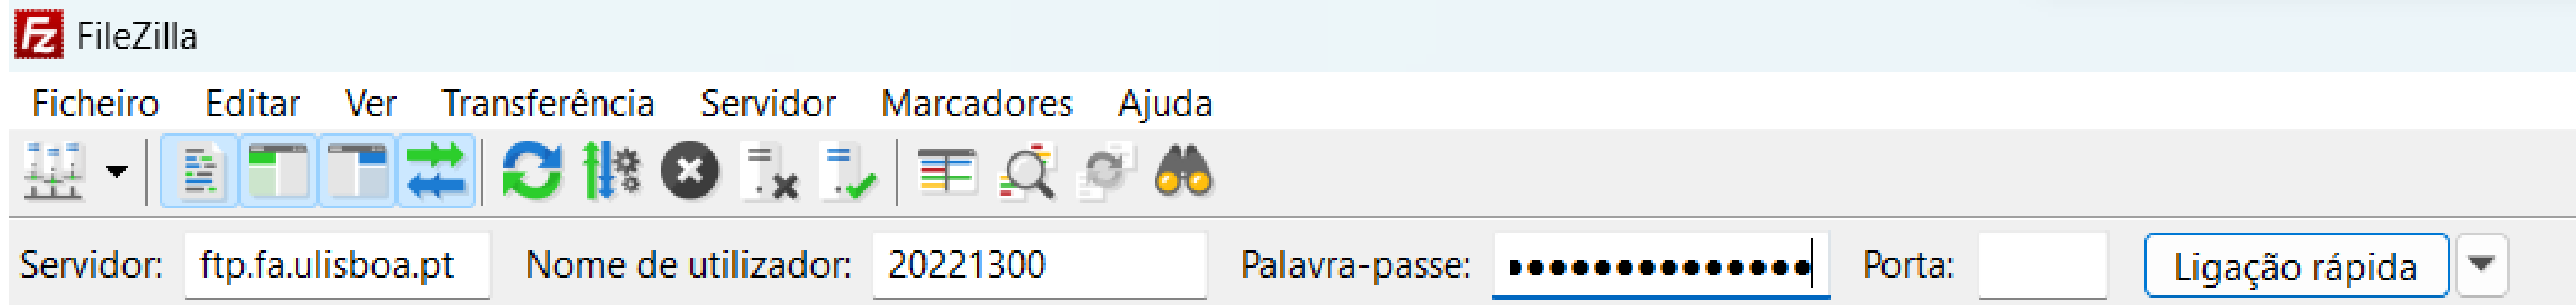 FileZilla
Ficheiro Editar Ver Transferência Servidor Marcadores Ajuda
Servidor: ftp.fa.ulisboa.pt Nome de utilizador: 20221300 Palavra-passe: ●●●●●●●●●●●●●●● Porta: Ligação rápida